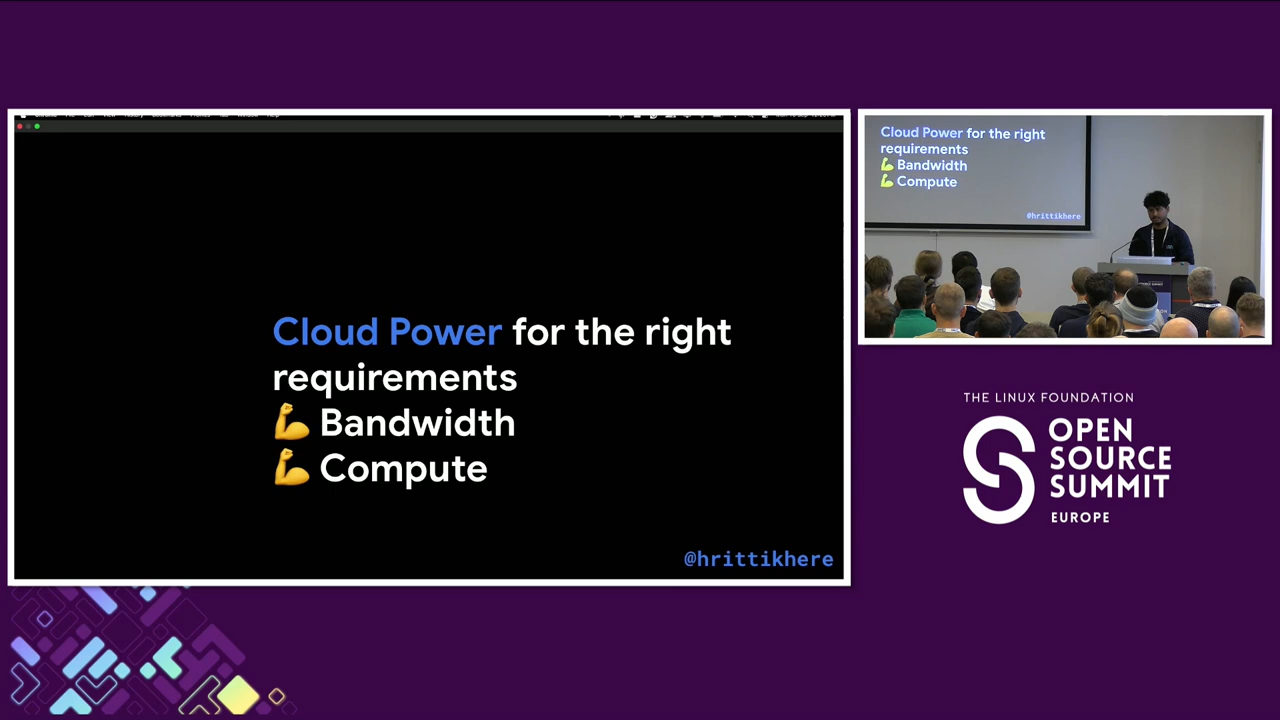 Cloud Power for the right
requirements
💪 Bandwidth
💪 Compute
@hrittikhere
Cloud Power for the right
requirements
💪 Bandwidth
💪 Compute
@hrittikhere
THE LINUX FOUNDATION
OPEN
SOURCE
SUMMIT
EUROPE